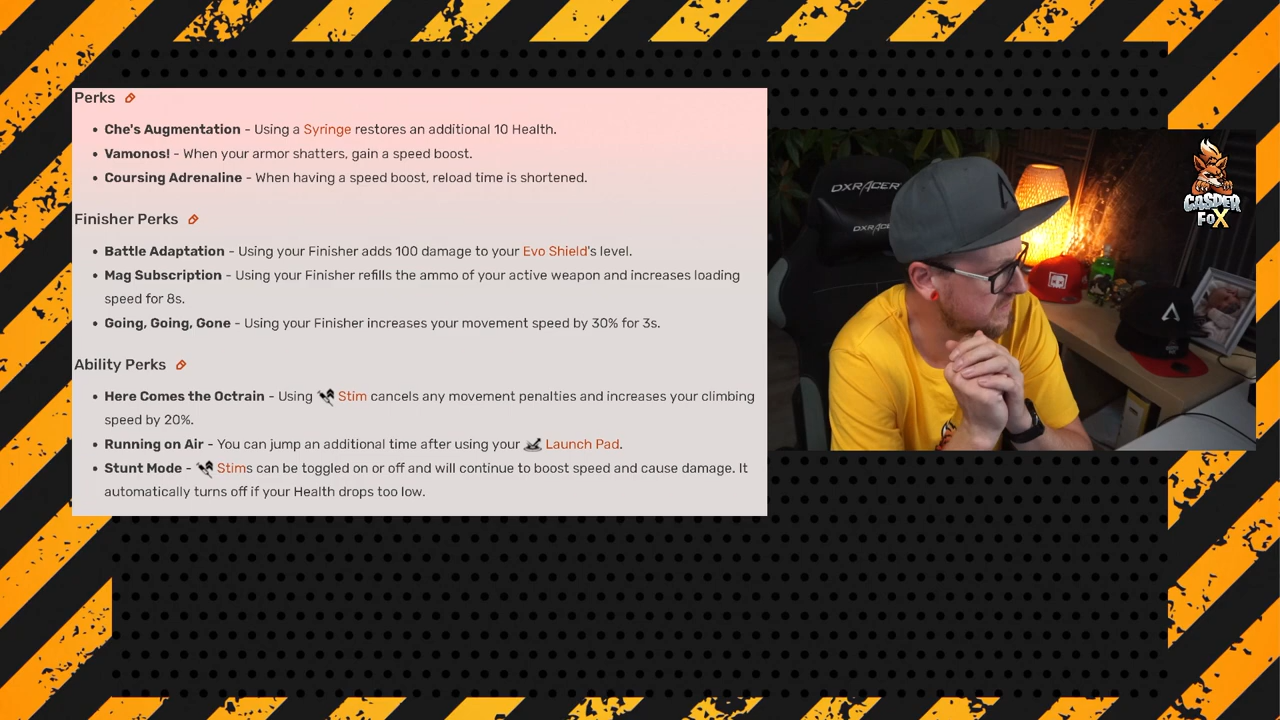 Perks
• Che's Augmentation - Using a Syringe restores an additional 10 Health.
• Vamonos! - When your armor shatters, gain a speed boost.
• Coursing Adrenaline - When having a speed boost, reload time is shortened.
Finisher Perks
• Battle Adaptation - Using your Finisher adds 100 damage to your Evo Shield's level.
• Mag Subscription - Using your Finisher refills the ammo of your active weapon and increases loading
speed for 8s.
• Going, Going, Gone - Using your Finisher increases your movement speed by 30% for 3s.
Ability Perks
• Here Comes the Octrain - Using Stim cancels any movement penalties and increases your climbing
speed by 20%.
• Running on Air - You can jump an additional time after using your Launch Pad.
• Stunt Mode - Stims can be toggled on or off and will continue to boost speed and cause damage. It
automatically turns off if your Health drops too low.
DXRACER
DXRACER
CASPER
FoX